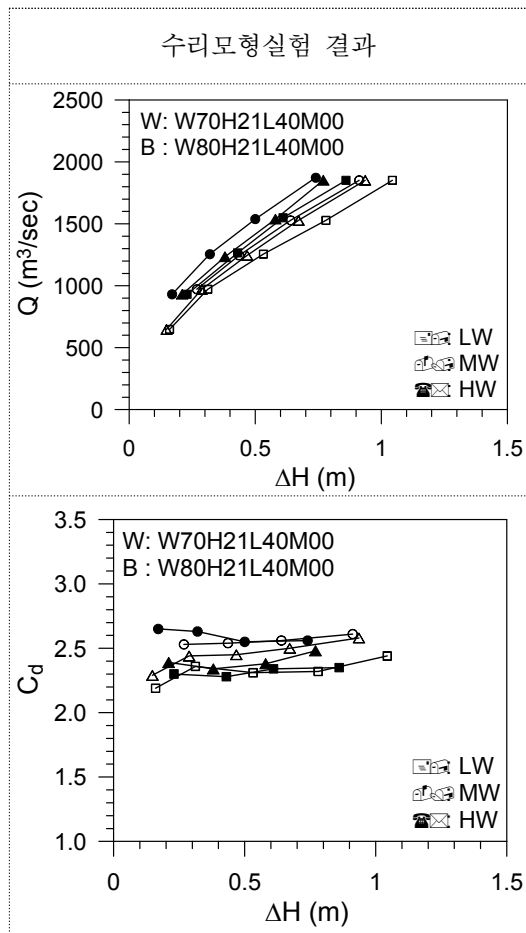 수리모형실험 결과
2500
2000
1500
1000
500
0
Q (m³/sec)
W: W70H21L40M00
B : W80H21L40M00
LW
MW
HW
0 0.5 1 1.5
ΔH (m)
3.5
3.0
2.5
2.0
1.5
1.0
C_d
W: W70H21L40M00
B : W80H21L40M00
LW
MW
HW
0 0.5 1 1.5
ΔH (m)